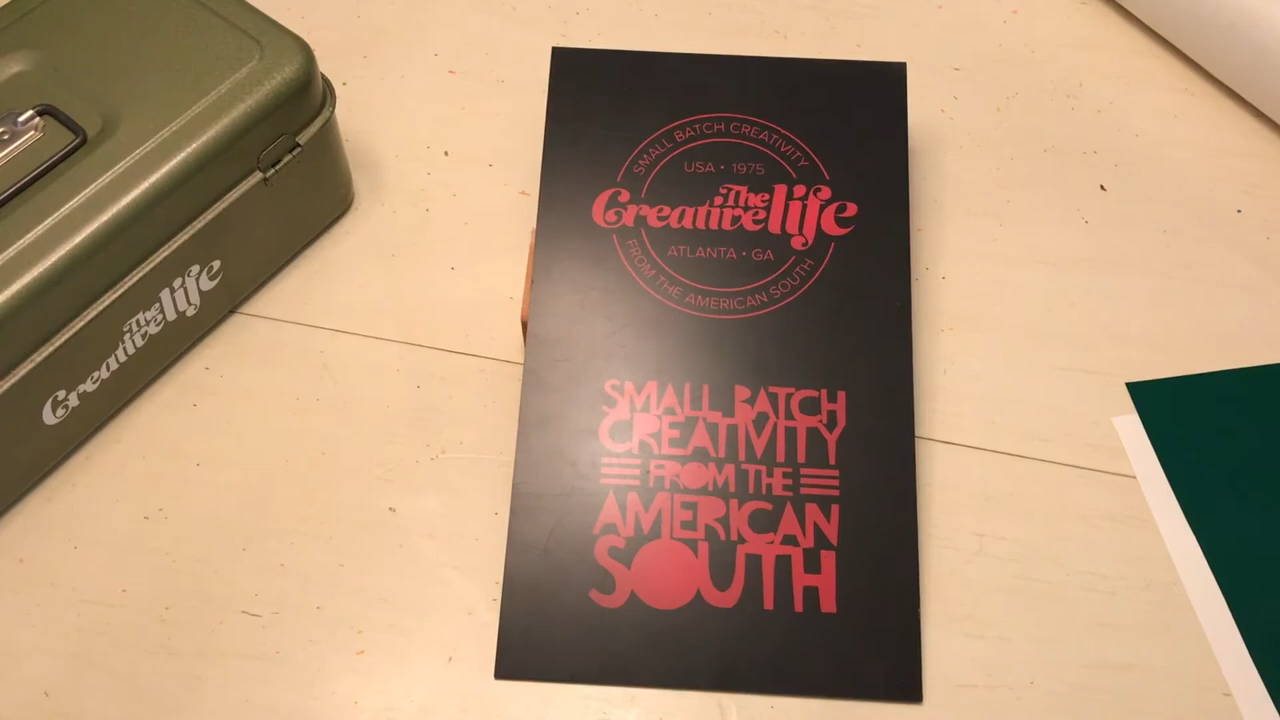 The
Creative life
SMALL BATCH CREATIVITY
USA • 1975
The
Creative life
ATLANTA • GA
FROM THE AMERICAN SOUTH
SMALL BATCH
CREATIVITY
FROM THE
AMERICAN
SOUTH